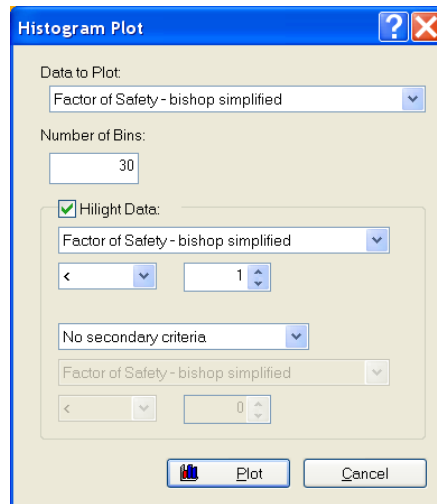 Histogram Plot
Data to Plot:
Factor of Safety - bishop simplified
Number of Bins:
30
Hilight Data:
Factor of Safety - bishop simplified
< 1
No secondary criteria
Factor of Safety - bishop simplified
< 0
Plot Cancel